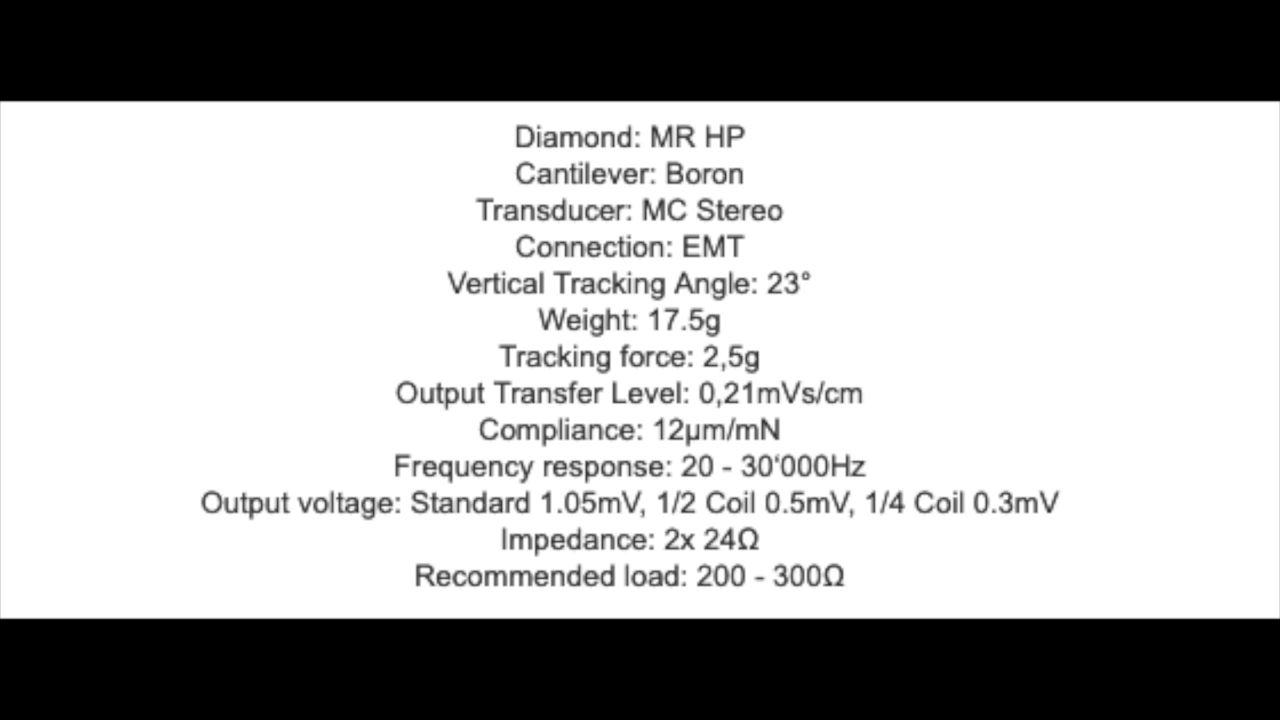 Diamond: MR HP
Cantilever: Boron
Transducer: MC Stereo
Connection: EMT
Vertical Tracking Angle: 23°
Weight: 17.5g
Tracking force: 2,5g
Output Transfer Level: 0,21mVs/cm
Compliance: 12µm/mN
Frequency response: 20 - 30‘000Hz
Output voltage: Standard 1.05mV, 1/2 Coil 0.5mV, 1/4 Coil 0.3mV
Impedance: 2x 24Ω
Recommended load: 200 - 300Ω